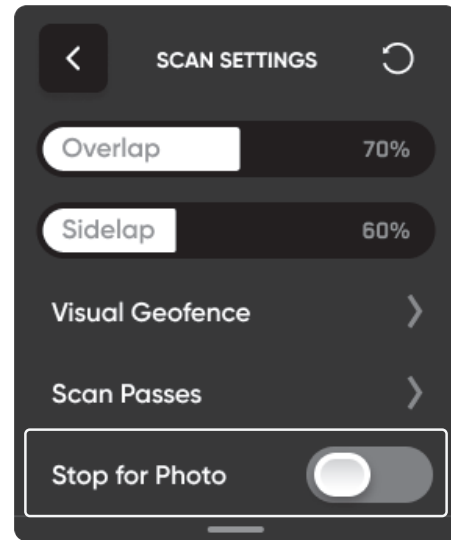 SCAN SETTINGS
Overlap 70%
Sidelap 60%
Visual Geofence
Scan Passes
Stop for Photo